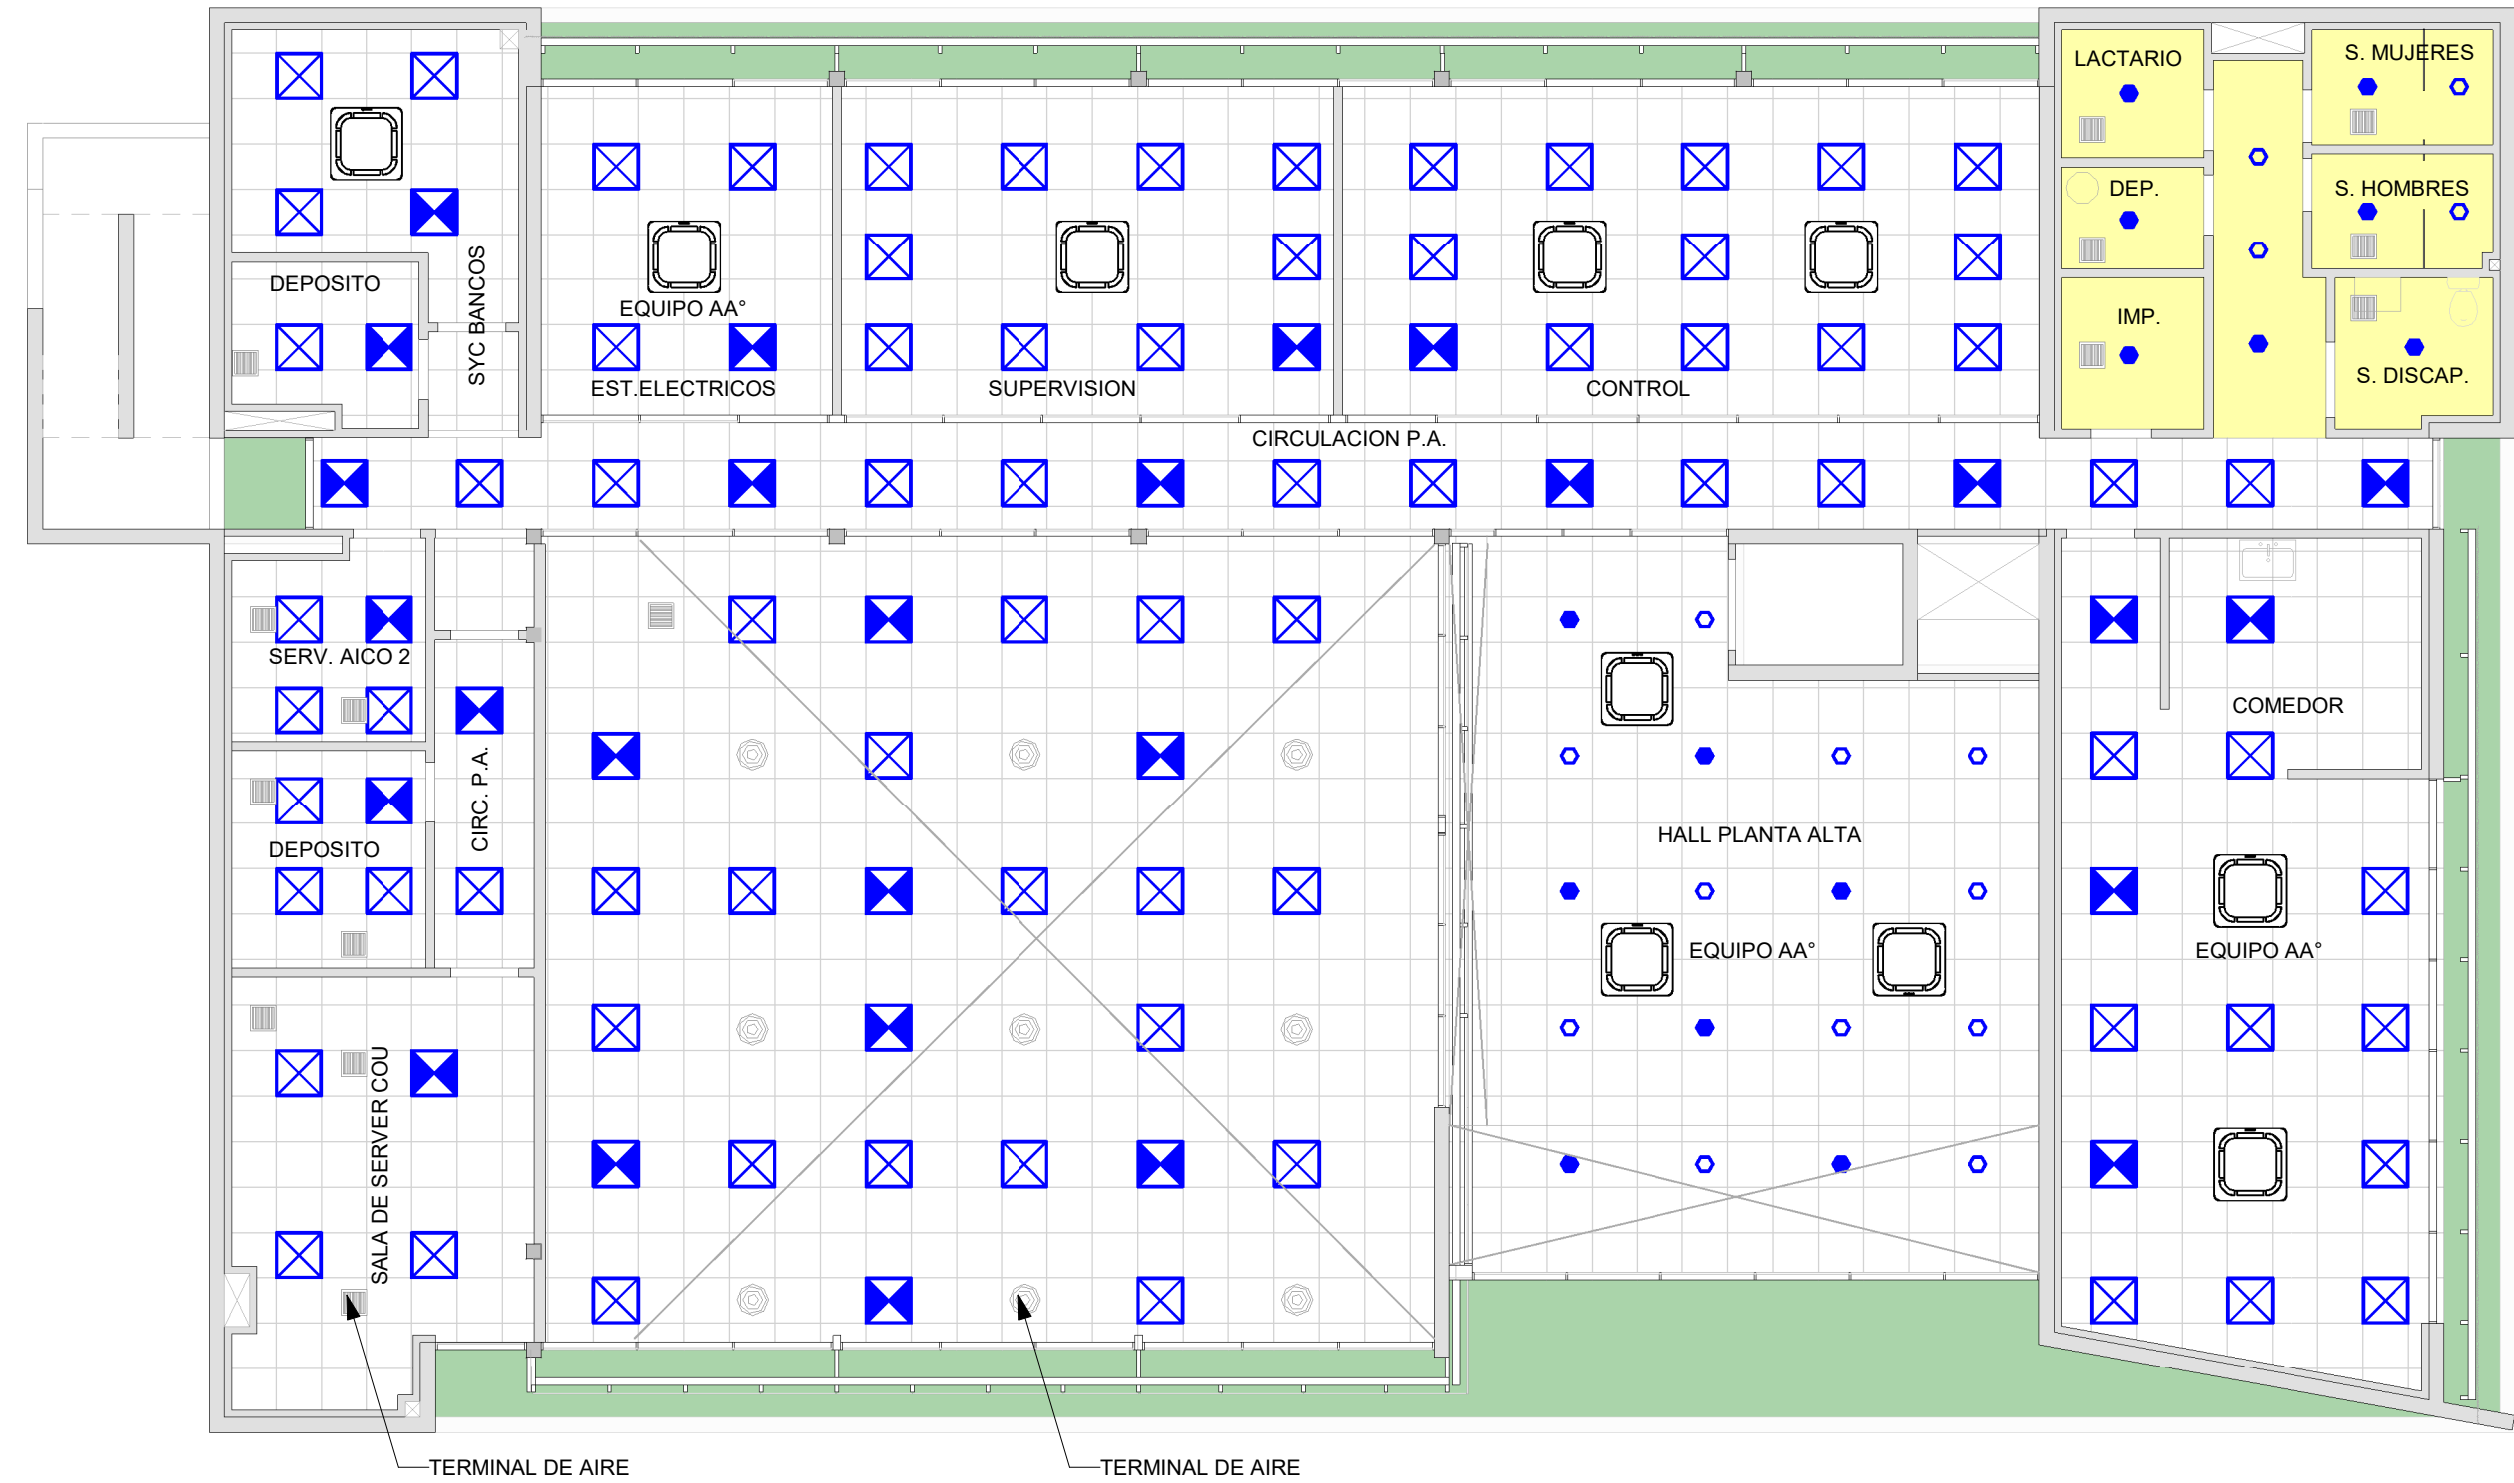 LACTARIO
S. MUJERES
DEP.
S. HOMBRES
IMP.
S. DISCAP.
DEPOSITO
SYC BANCOS
EQUIPO AA°
EST.ELECTRICOS
SUPERVISION
CONTROL
CIRCULACION P.A.
SERV. AICO 2
CIRC. P.A.
DEPOSITO
SALA DE SERVER COU
HALL PLANTA ALTA
EQUIPO AA°
COMEDOR
EQUIPO AA°
TERMINAL DE AIRE
TERMINAL DE AIRE